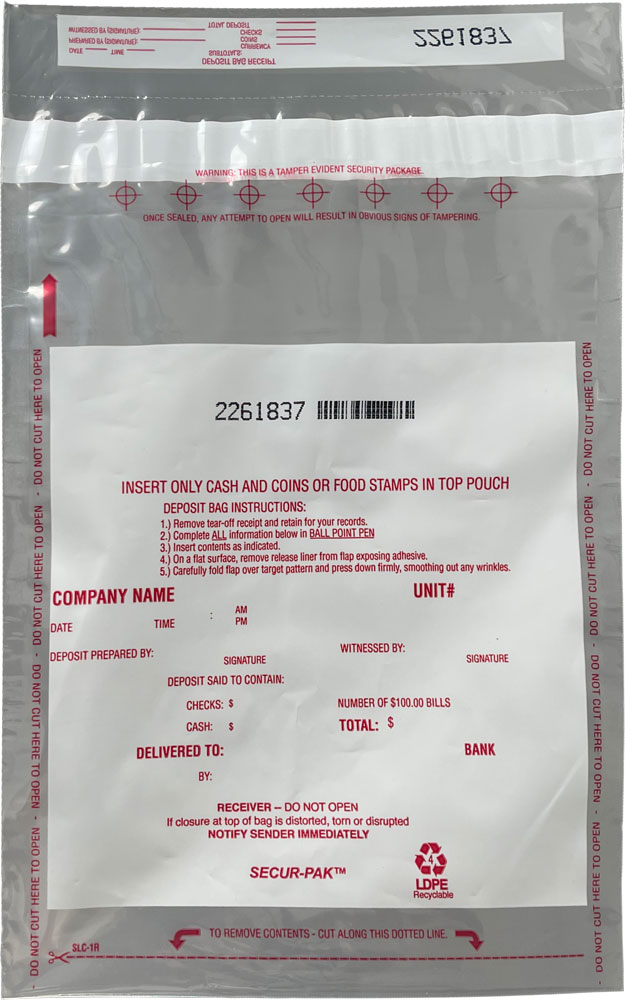 WITNESSED BY (SIGNATURE):
PREPARED BY (SIGNATURE):
DATE TIME
TOTAL DEPOSIT
CHECKS
COINS
CURRENCY
SUBTOTALS:
DEPOSIT BAG RECEIPT
2261837
WARNING: THIS IS A TAMPER EVIDENT SECURITY PACKAGE.
ONCE SEALED, ANY ATTEMPT TO OPEN WILL RESULT IN OBVIOUS SIGNS OF TAMPERING.
2261837
INSERT ONLY CASH AND COINS OR FOOD STAMPS IN TOP POUCH
DEPOSIT BAG INSTRUCTIONS:
1.) Remove tear-off receipt and retain for your records.
2.) Complete ALL information below in BALL POINT PEN
3.) Insert contents as indicated.
4.) On a flat surface, remove release liner from flap exposing adhesive.
5.) Carefully fold flap over target pattern and press down firmly, smoothing out any wrinkles.
COMPANY NAME UNIT#
DATE TIME : AM PM
DEPOSIT PREPARED BY: SIGNATURE WITNESSED BY: SIGNATURE
DEPOSIT SAID TO CONTAIN:
CHECKS: $ NUMBER OF $100.00 BILLS
CASH: $ TOTAL: $
DELIVERED TO: BANK
BY:
RECEIVER – DO NOT OPEN
If closure at top of bag is distorted, torn or disrupted
NOTIFY SENDER IMMEDIATELY
SECUR-PAK™
4
LDPE
Recyclable
TO REMOVE CONTENTS - CUT ALONG THIS DOTTED LINE.
SLC-1R
- DO NOT CUT HERE TO OPEN - DO NOT CUT HERE TO OPEN - DO NOT CUT HERE TO OPEN - DO NOT CUT HERE TO OPEN
- DO NOT CUT HERE TO OPEN - DO NOT CUT HERE TO OPEN - DO NOT CUT HERE TO OPEN - DO NOT CUT HERE TO OPEN